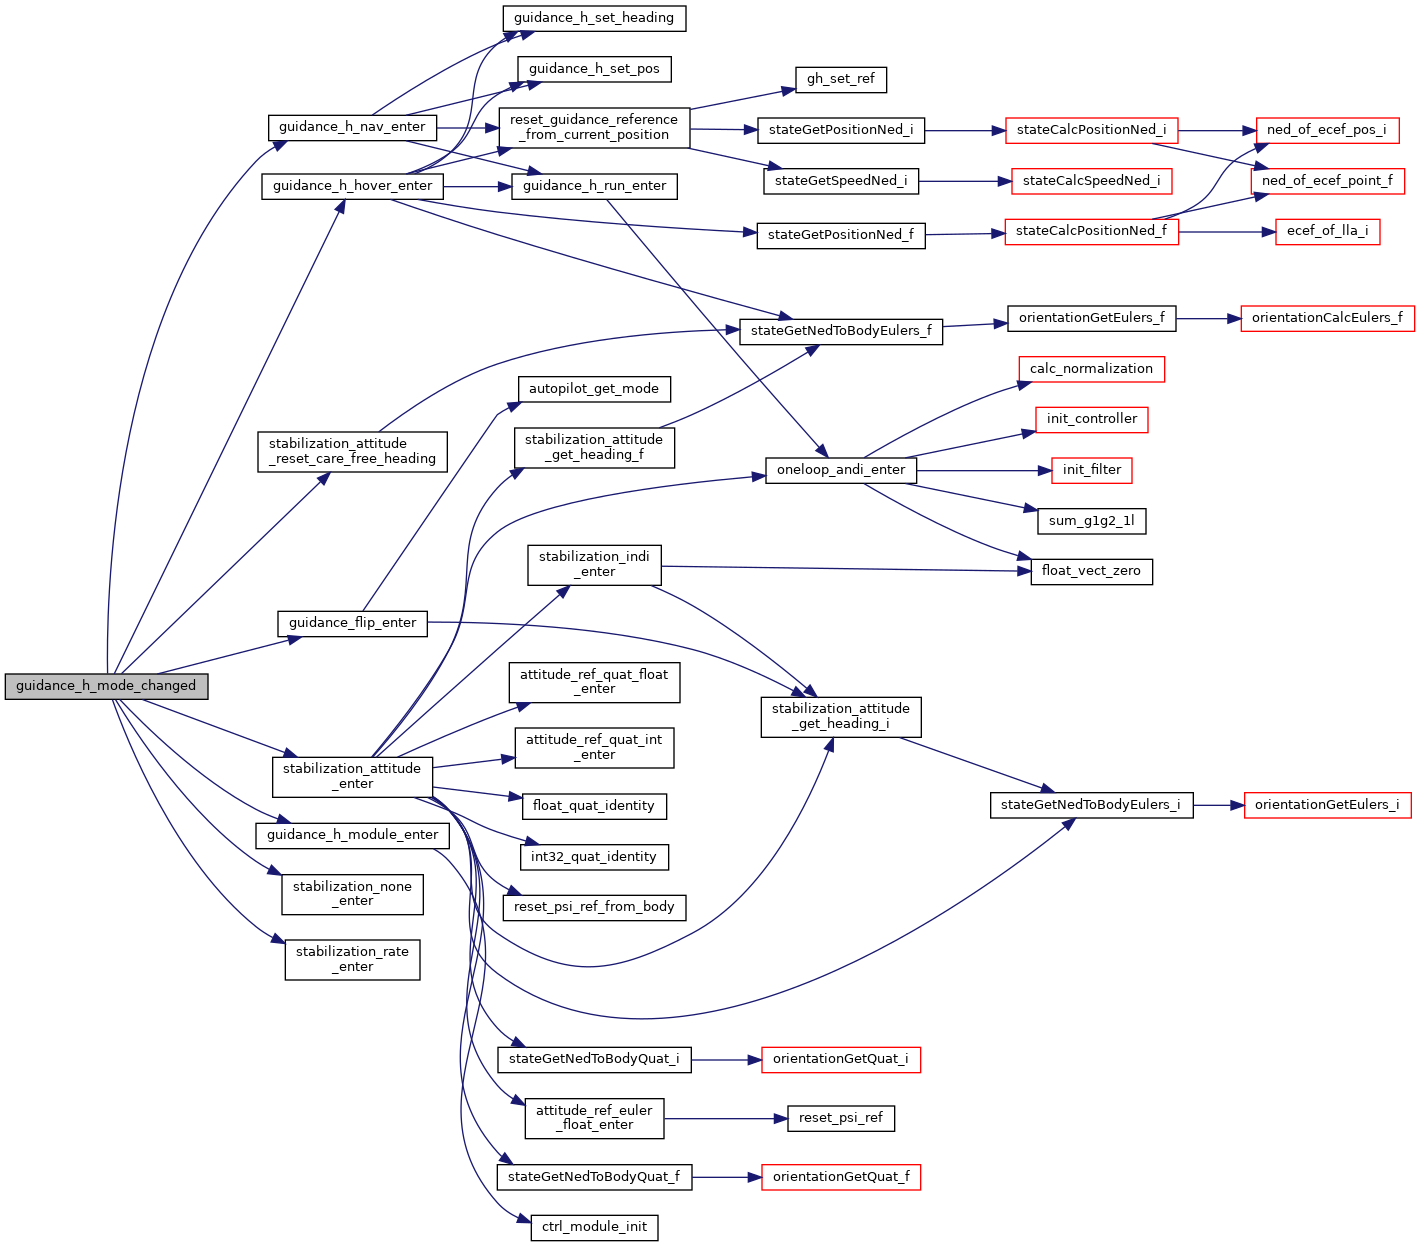 guidance_h_mode_changed
guidance_h_nav_enter
guidance_h_hover_enter
stabilization_attitude
_reset_care_free_heading
guidance_flip_enter
stabilization_attitude
_enter
guidance_h_module_enter
stabilization_none
_enter
stabilization_rate
_enter
guidance_h_set_heading
guidance_h_set_pos
reset_guidance_reference
_from_current_position
guidance_h_run_enter
autopilot_get_mode
stabilization_attitude
_get_heading_f
stabilization_indi
_enter
attitude_ref_quat_float
_enter
attitude_ref_quat_int
_enter
float_quat_identity
int32_quat_identity
reset_psi_ref_from_body
stateGetNedToBodyQuat_i
attitude_ref_euler
_float_enter
stateGetNedToBodyQuat_f
ctrl_module_init
gh_set_ref
stateGetPositionNed_i
stateGetSpeedNed_i
stateGetPositionNed_f
stateGetNedToBodyEulers_f
oneloop_andi_enter
stabilization_attitude
_get_heading_i
orientationGetQuat_i
reset_psi_ref
orientationGetQuat_f
stateCalcPositionNed_i
stateCalcSpeedNed_i
stateCalcPositionNed_f
orientationGetEulers_f
calc_normalization
init_controller
init_filter
sum_g1g2_1l
float_vect_zero
stateGetNedToBodyEulers_i
ned_of_ecef_pos_i
ned_of_ecef_point_f
ecef_of_lla_i
orientationCalcEulers_f
orientationGetEulers_i